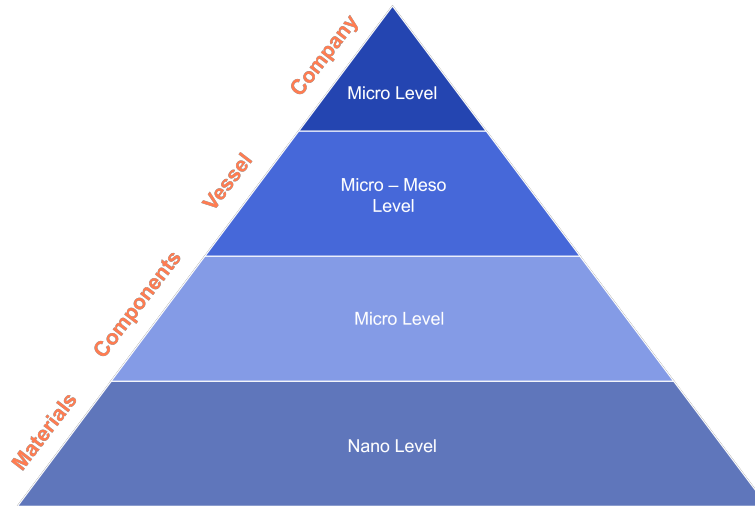 Company
Micro Level
Vessel
Micro – Meso
Level
Components
Micro Level
Materials
Nano Level